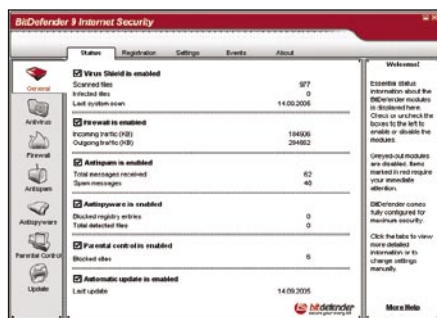 BitDefender 9 Internet Security
Status Registration Settings Events About
General
Antivirus
Firewall
Antispam
Antispyware
Parental Control
Update
Virus Shield is enabled
Scanned files 977
Infected files 0
Last system scan 14.09.2005
Firewall is enabled
Incoming traffic (KB) 184906
Outgoing traffic (KB) 294662
Antispam is enabled
Total messages received 62
Spam messages 40
Antispyware is enabled
Blocked registry entries 0
Total detected files 0
Parental control is enabled
Blocked sites 6
Automatic update is enabled
Last update 14.09.2005
bitdefender
secure your every bit
Welcome!
Essential status
information about the
BitDefender modules
is displayed here.
Check or uncheck the
boxes to the left to
enable or disable the
modules.
Greyed-out modules
are disabled. Items
marked in red require
your immediate
attention.
BitDefender comes
fully configured for
maximum security.
Click the tabs to view
more detailed
information or to
change settings
manually.
More Help